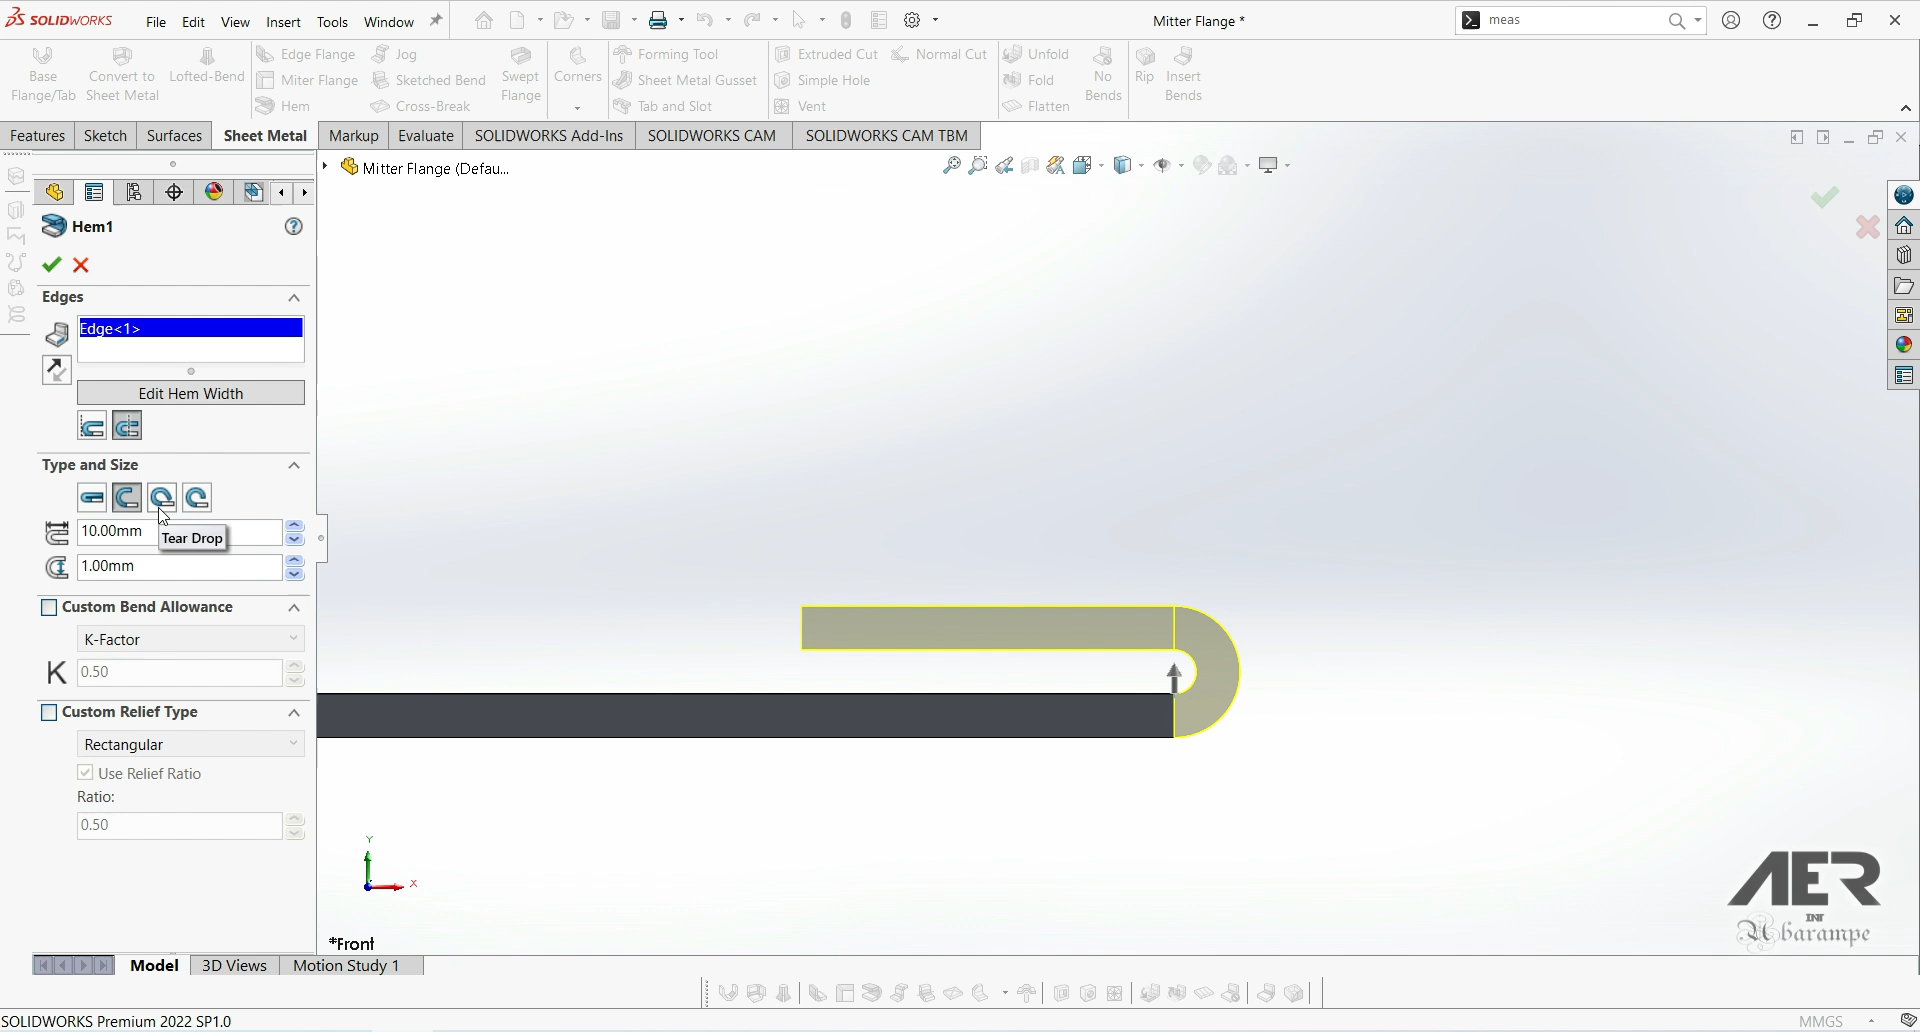 SOLIDWORKS File Edit View Insert Tools Window Mitter Flange * meas
Base Flange/Tab
Convert to Sheet Metal
Lofted-Bend
Edge Flange
Miter Flange
Hem
Jog
Sketched Bend
Cross-Break
Swept Flange
Corners
Forming Tool
Sheet Metal Gusset
Tab and Slot
Extruded Cut
Simple Hole
Vent
Normal Cut
Unfold
Fold
Flatten
No Bends
Rip
Insert Bends
Features Sketch Surfaces Sheet Metal Markup Evaluate SOLIDWORKS Add-Ins SOLIDWORKS CAM SOLIDWORKS CAM TBM
Mitter Flange (Defau...
Hem1
Edges
Edge<1>
Edit Hem Width
Type and Size
10.00mm
Tear Drop
1.00mm
Custom Bend Allowance
K-Factor
K 0.50
Custom Relief Type
Rectangular
Use Relief Ratio
Ratio:
0.50
Y
X
*Front
AER
INT
Abarampe
Model 3D Views Motion Study 1
SOLIDWORKS Premium 2022 SP1.0 MMGS